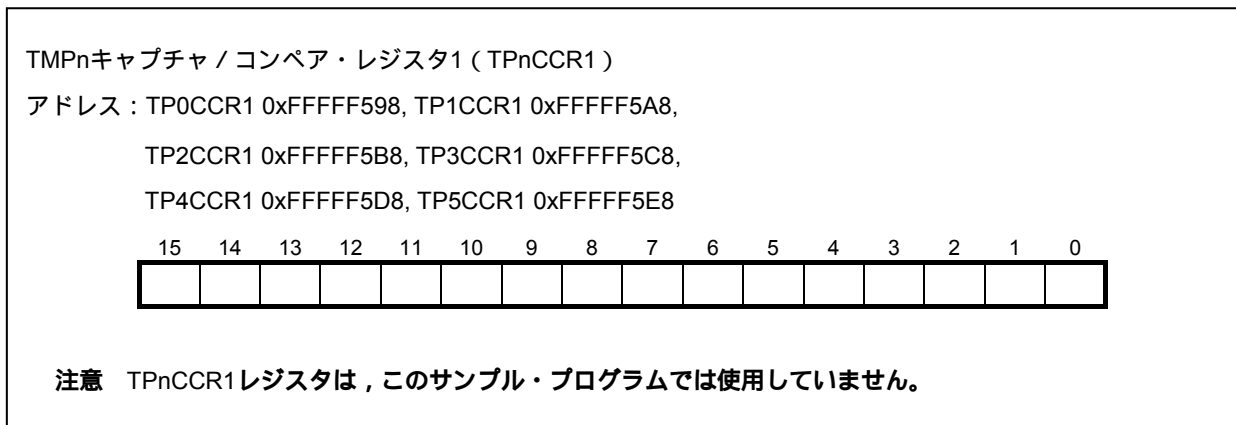 TMPnキャプチャ / コンペア・レジスタ1（TPnCCR1）
アドレス：TP0CCR1 0xFFFFF598, TP1CCR1 0xFFFFF5A8,
TP2CCR1 0xFFFFF5B8, TP3CCR1 0xFFFFF5C8,
TP4CCR1 0xFFFFF5D8, TP5CCR1 0xFFFFF5E8
15 14 13 12 11 10 9 8 7 6 5 4 3 2 1 0
注意　TPnCCR1レジスタは，このサンプル・プログラムでは使用していません。